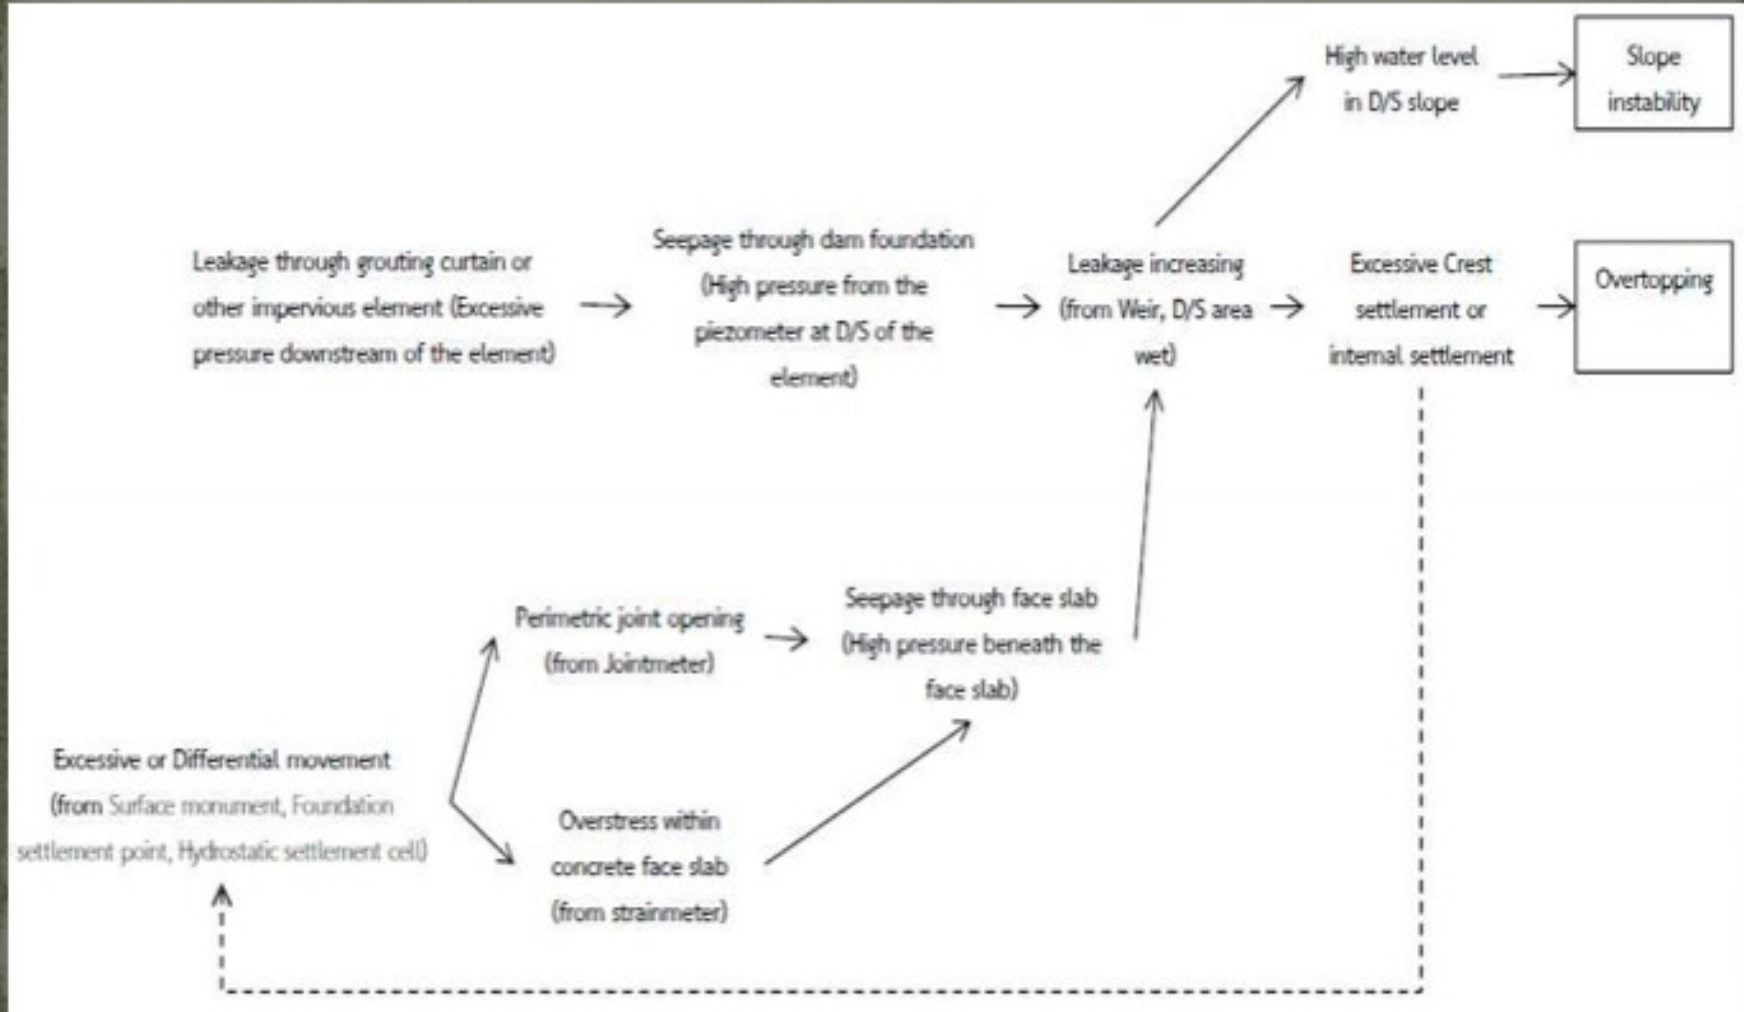 High water level
in D/S slope
Slope
instability
Leakage through grouting curtain or
other impervious element (Excessive
pressure downstream of the element)
Seepage through dam foundation
(High pressure from the
piezometer at D/S of the
element)
Leakage increasing
(from Weir, D/S area
wet)
Excessive Crest
settlement or
internal settlement
Overtopping
Perimetric joint opening
(from Jointmeter)
Seepage through face slab
(High pressure beneath the
face slab)
Excessive or Differential movement
(from Surface monument, Foundation
settlement point, Hydrostatic settlement cell)
Overstress within
concrete face slab
(from strainmeter)